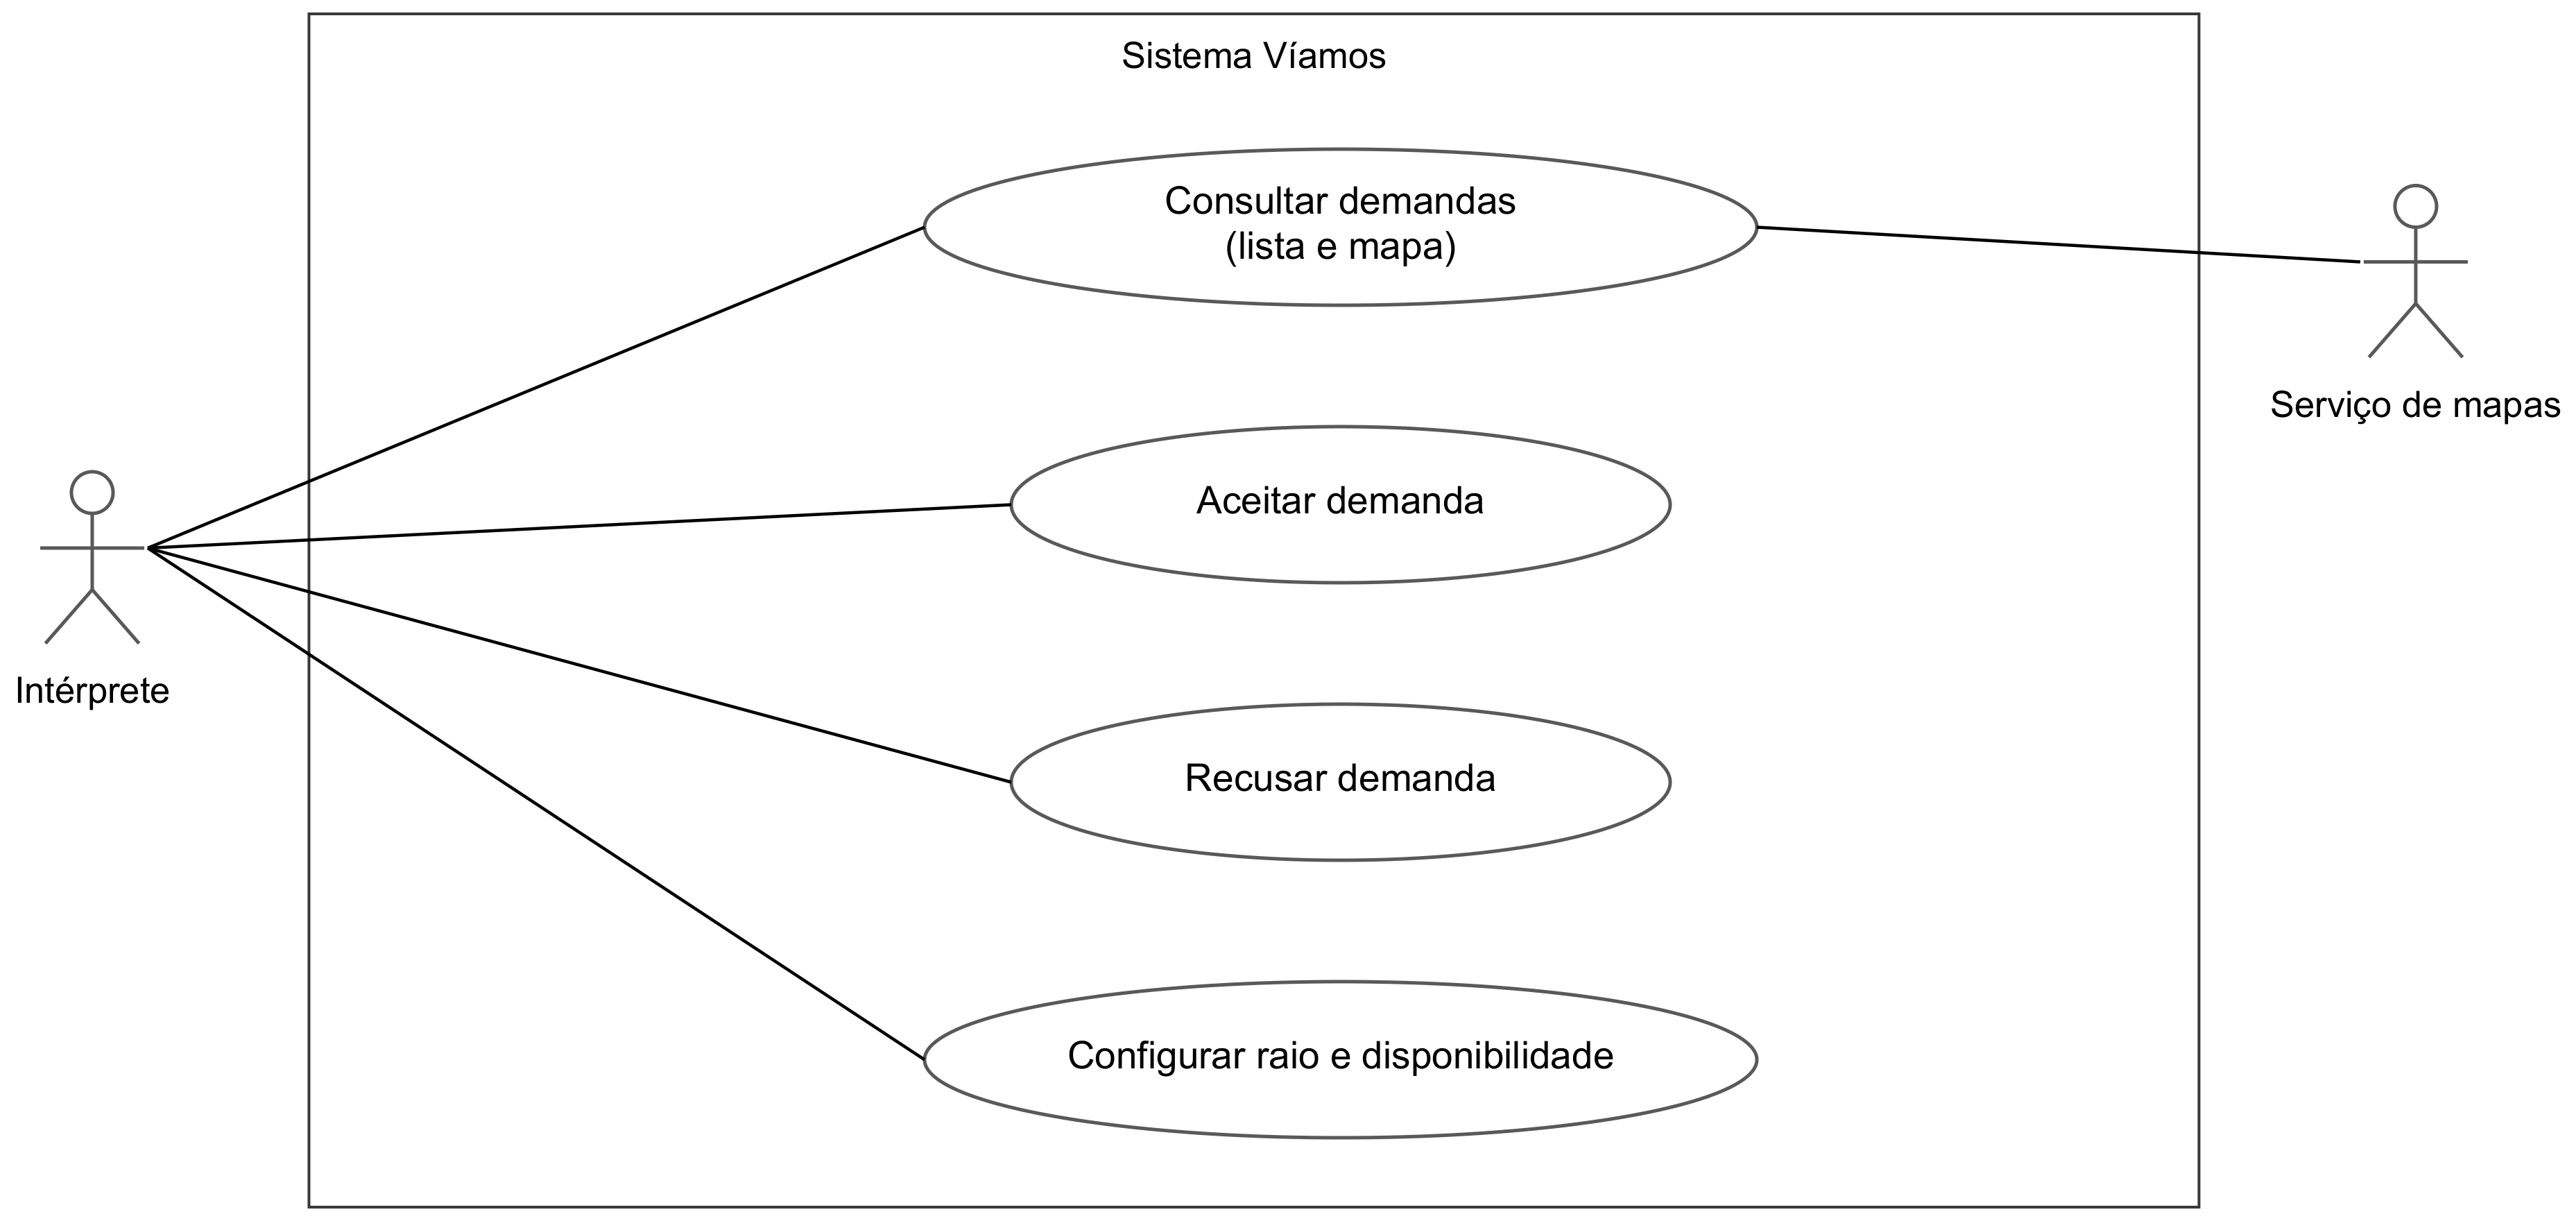 Sistema Víamos
Consultar demandas
(lista e mapa)
Serviço de mapas
Aceitar demanda
Intérprete
Recusar demanda
Configurar raio e disponibilidade